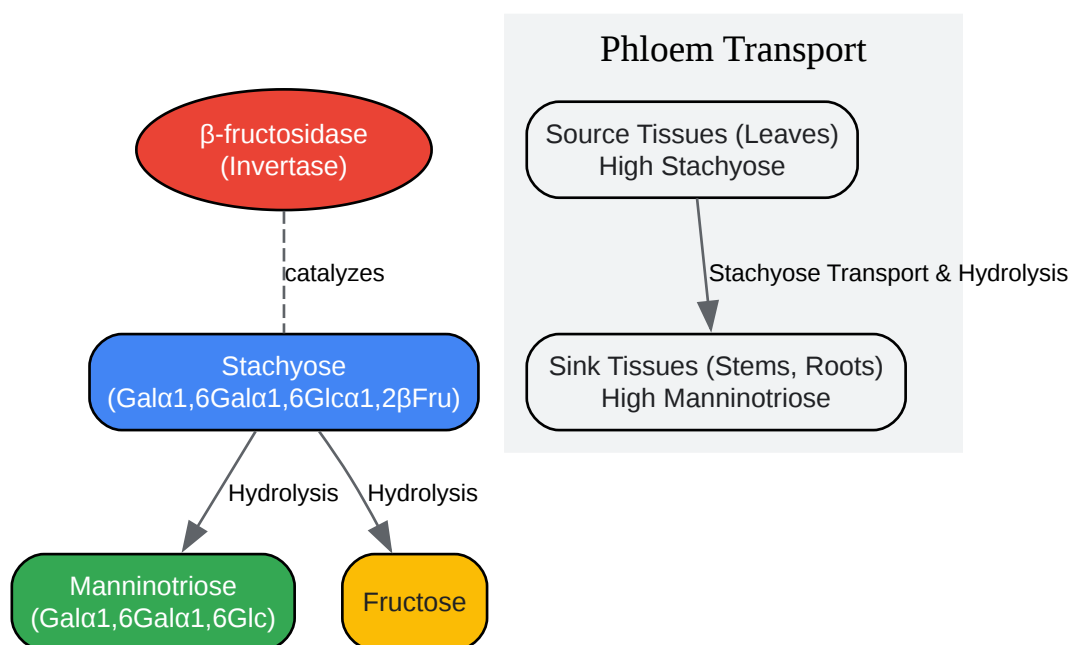 Phloem Transport
β-fructosidase
(Invertase)
Source Tissues (Leaves)
High Stachyose
catalyzes
Stachyose Transport & Hydrolysis
Stachyose
(Galα1,6Galα1,6Glcα1,2βFru)
Sink Tissues (Stems, Roots)
High Manninotriose
Hydrolysis
Hydrolysis
Manninotriose
(Galα1,6Galα1,6Glc)
Fructose